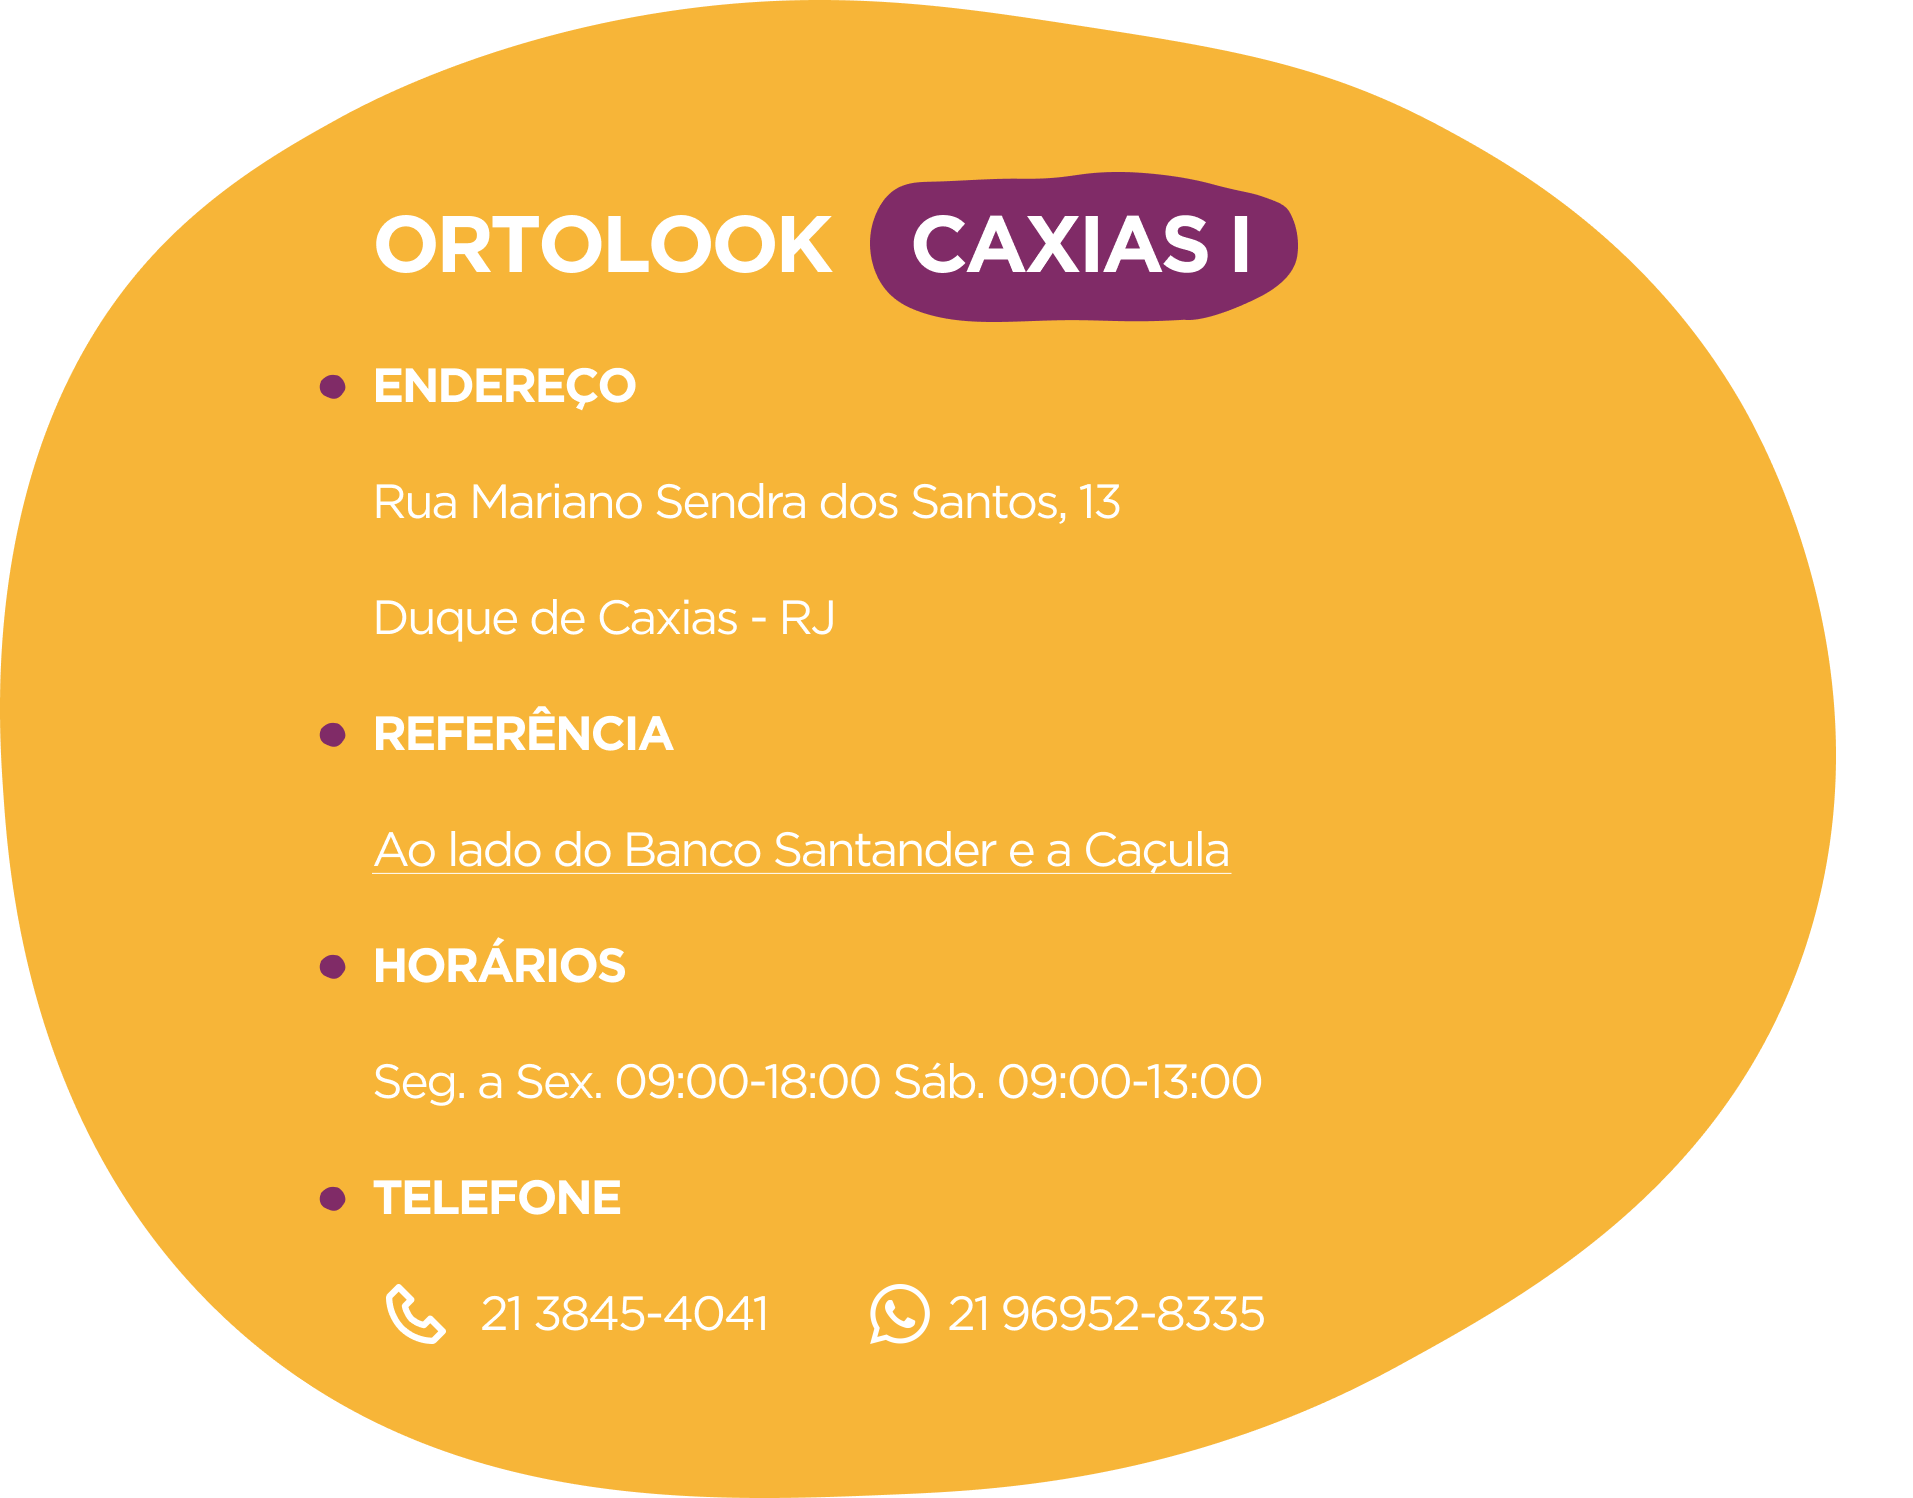 ORTOLOOK CAXIAS I
ENDEREÇO
Rua Mariano Sendra dos Santos, 13
Duque de Caxias - RJ
REFERÊNCIA
Ao lado do Banco Santander e a Caçula
HORÁRIOS
Seg. a Sex. 09:00-18:00 Sáb. 09:00-13:00
TELEFONE
21 3845-4041 21 96952-8335